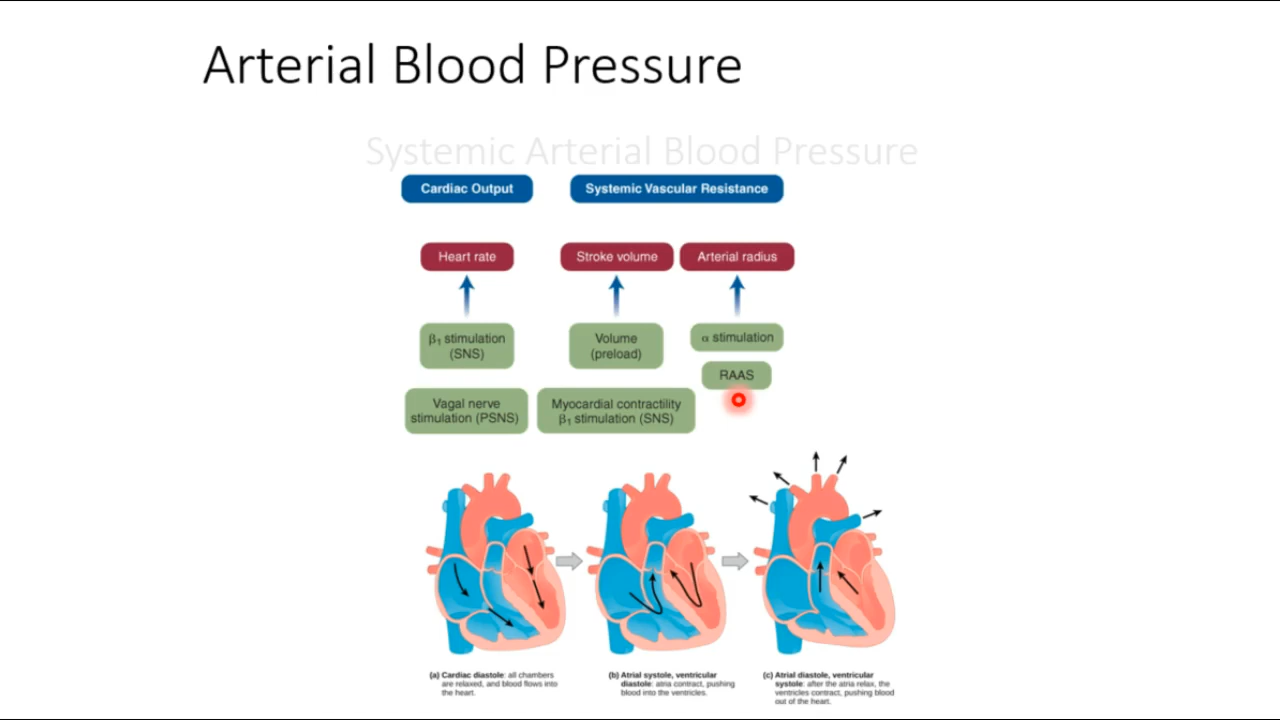 Arterial Blood Pressure
Systemic Arterial Blood Pressure
Cardiac Output
Systemic Vascular Resistance
Heart rate
Stroke volume
Arterial radius
β1 stimulation
(SNS)
Volume
(preload)
α stimulation
RAAS
Vagal nerve
stimulation (PSNS)
Myocardial contractility
β1 stimulation (SNS)
(a) Cardiac diastole: all chambers
are relaxed, and blood flows into
the heart.
(b) Atrial systole, ventricular
diastole: atria contract, pushing
blood into the ventricles.
(c) Atrial diastole, ventricular
systole: after the atria relax, the
ventricles contract, pushing blood
out of the heart.